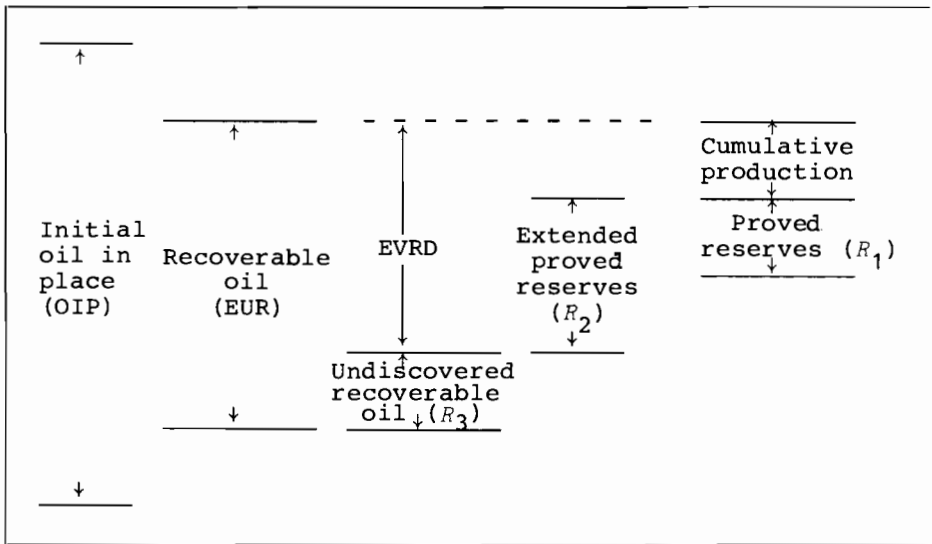 Initial
oil in
place
(OIP)
Recoverable
oil
(EUR)
EVRD
Undiscovered
recoverable
oil (R3)
Extended
proved
reserves
(R2)
Cumulative
production
Proved
reserves (R1)